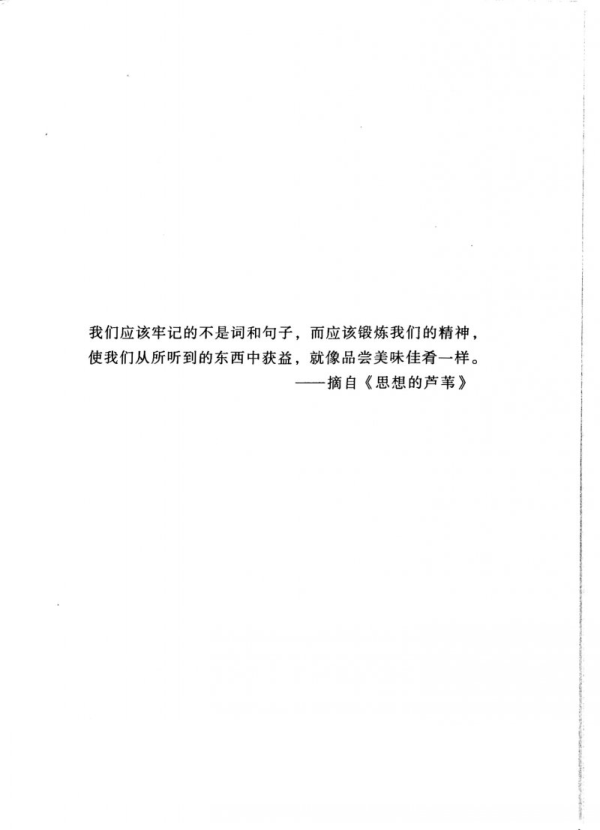 我们应该牢记的不是词和句子，而应该锻炼我们的精神，
使我们从所听到的东西中获益，就像品尝美味佳肴一样。
——摘自《思想的芦苇》